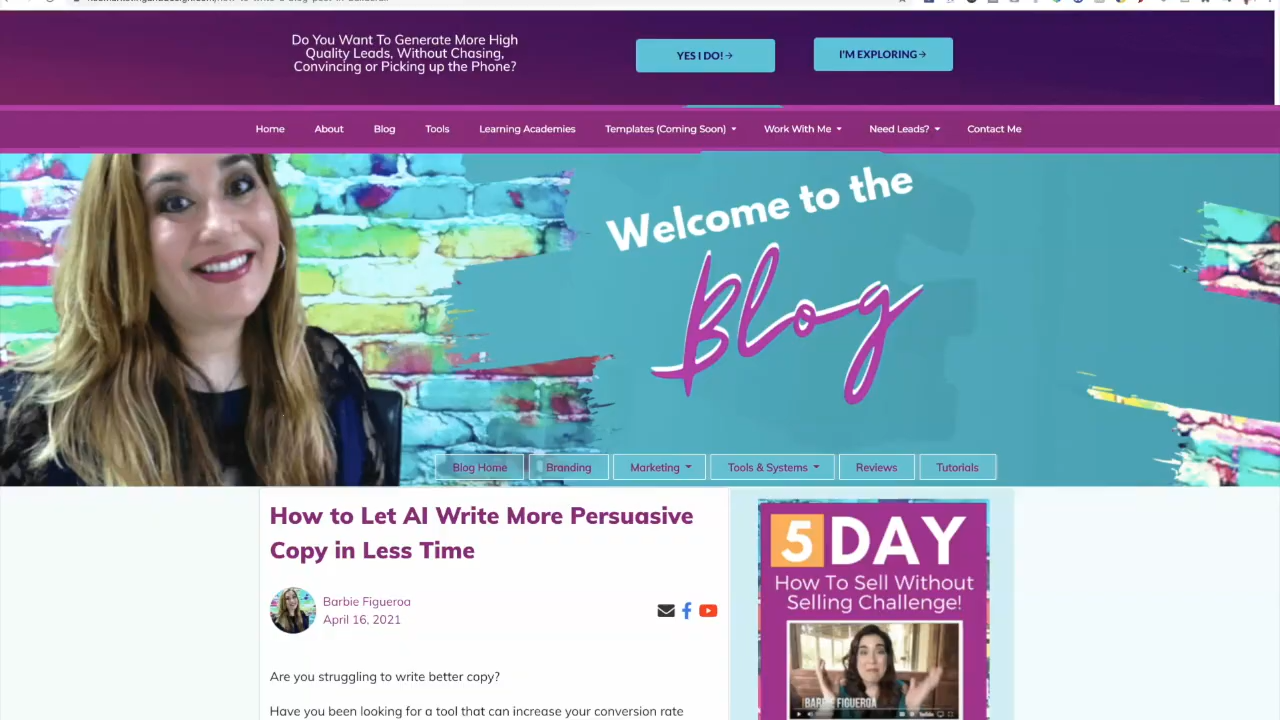 Do You Want To Generate More High
Quality Leads, Without Chasing,
Convincing or Picking up the Phone?
YES I DO!
I'M EXPLORING
Home About Blog Tools Learning Academies Templates (Coming Soon) Work With Me Need Leads? Contact Me
Welcome to the
Blog
Blog Home Branding Marketing Tools & Systems Reviews Tutorials
How to Let AI Write More Persuasive
Copy in Less Time
Barbie Figueroa
April 16, 2021
Are you struggling to write better copy?
Have you been looking for a tool that can increase your conversion rate
5 DAY
How To Sell Without
Selling Challenge!
BARBIE FIGUEROA
YouTube